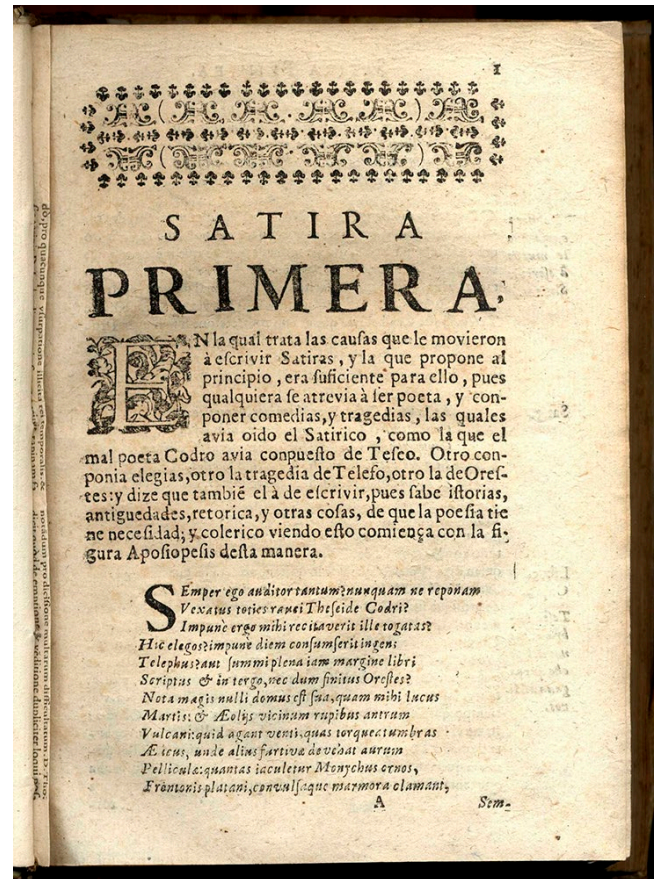 1
SATIRA
PRIMERA,
EN la qual trata las causas que le movieron
à escrivir Satiras, y la que propone al
principio, era suficiente para ello, pues
qualquiera se atrevia à ser poeta, y con-
poner comedias, y tragedias, las quales
avia oido el Satirico, como la que el
mal poeta Codro avia conpuesto de Teseo. Otro con-
ponia elegias, otro la tragedia de Telefo, otro la de Ores-
tes: y dize que tambiẽ el à de escrivir, pues sabe istorias,
antiguedades, retorica, y otras cosas, de que la poesia tie
ne necesidad; y colerico viendo esto comiença con la fi-
gura Aposiopesis desta manera.
SEmper ego auditor tantum? nunquam ne reponam
Vexatus toties rauci Theseide Codri?
Impune ergo mihi recitaverit ille togatas?
Hic elegos? impune diem consumserit ingens
Telephus? aut summi plena iam margine libri
Scriptus & in tergo, nec dum finitus Orestes?
Nota magis nulli domus est sua, quam mihi lucus
Martis: & Æolijs vicinum rupibus antrum
Vulcani: quid agant venti, quas torqueat umbras
Æacus, unde alius furtivæ devehat aurum
Pelliculæ: quantas iaculetur Monychus ornos,
Frontonis platani, convulsaque marmora clamant,
A
Sem-